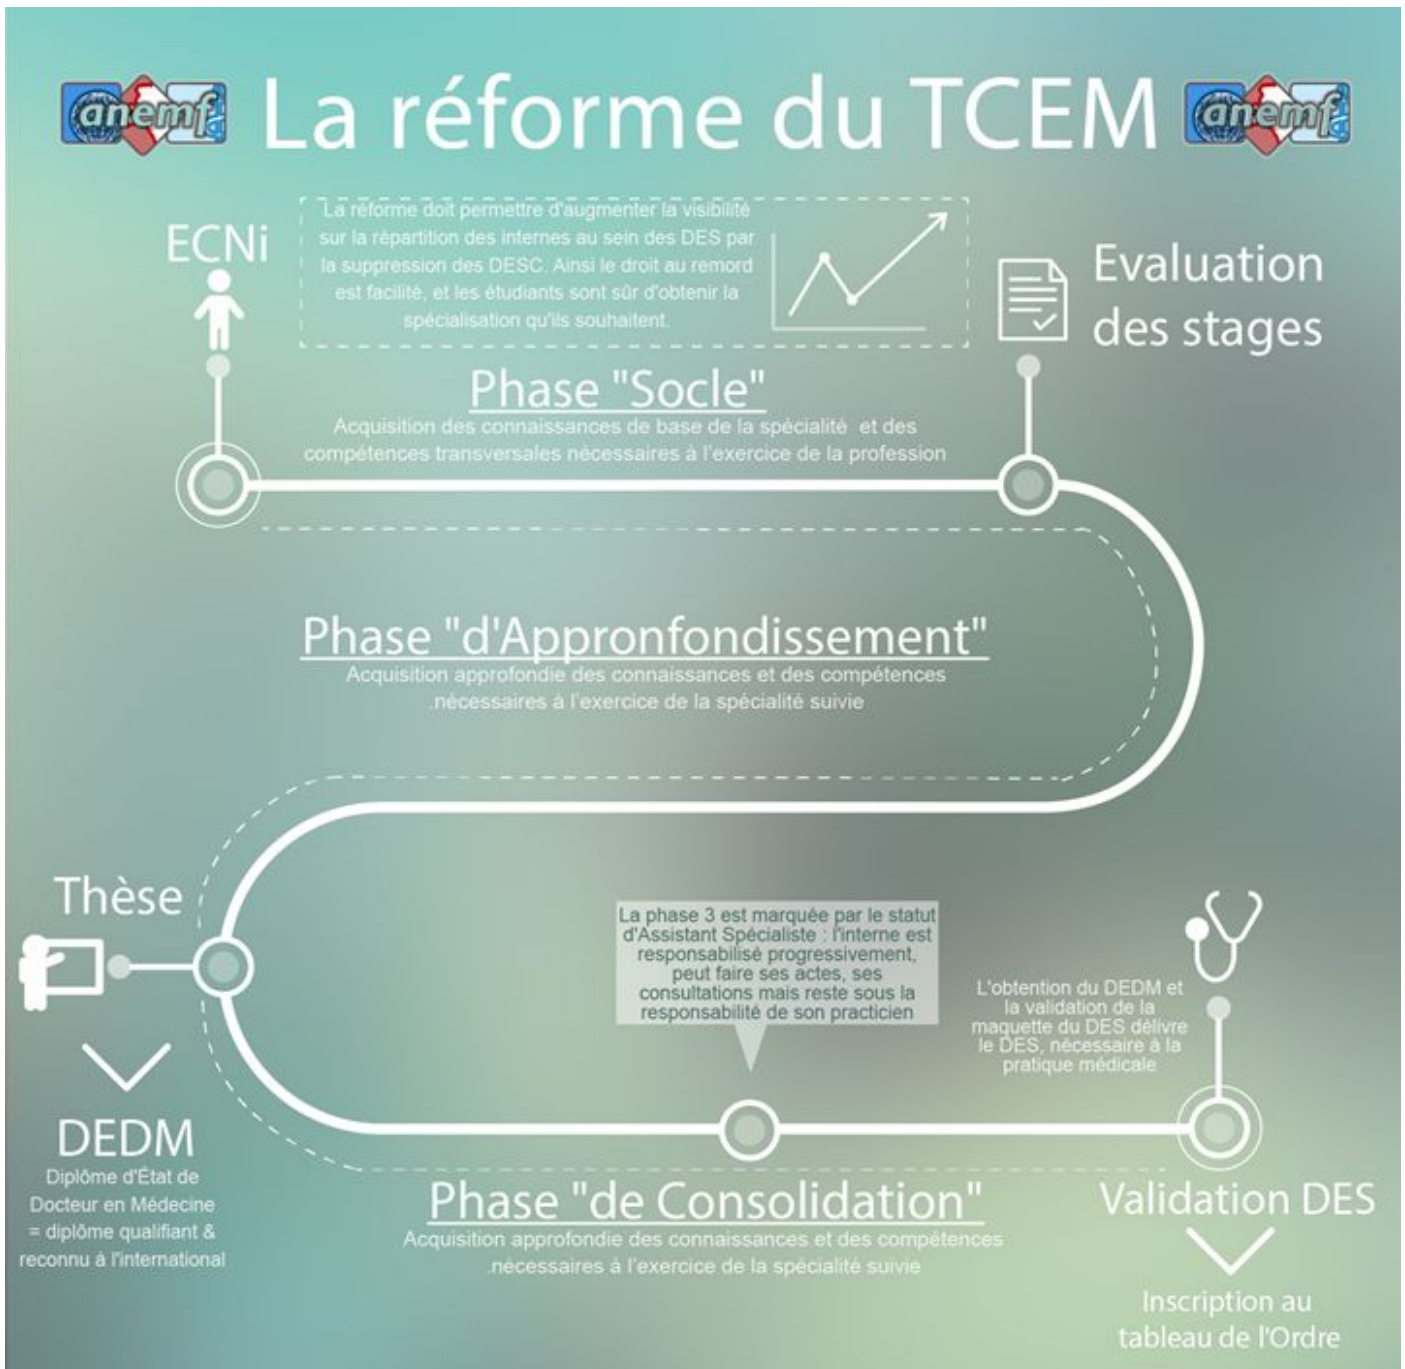 anemf La réforme du TCEM anemf
ECNi
La réforme doit permettre d'augmenter la visibilité
sur la répartition des internes au sein des DES par
la suppression des DESC. Ainsi le droit au remord
est facilité, et les étudiants sont sûr d'obtenir la
spécialisation qu'ils souhaitent.
Evaluation
des stages
Phase "Socle"
Acquisition des connaissances de base de la spécialité et des
compétences transversales nécessaires à l'exercice de la profession
Phase "d'Appronfondissement"
Acquisition approfondie des connaissances et des compétences
.nécessaires à l'exercice de la spécialité suivie
Thèse
DEDM
Diplôme d'État de
Docteur en Médecine
= diplôme qualifiant &
reconnu à l'international
La phase 3 est marquée par le statut
d'Assistant Spécialiste : l'interne est
responsabilisé progressivement,
peut faire ses actes, ses
consultations mais reste sous la
responsabilité de son practicien
L'obtention du DEDM et
la validation de la
maquette du DES délivre
le DES, nécessaire à la
pratique médicale
Phase "de Consolidation"
Acquisition approfondie des connaissances et des compétences
.nécessaires à l'exercice de la spécialité suivie
Validation DES
Inscription au
tableau de l'Ordre